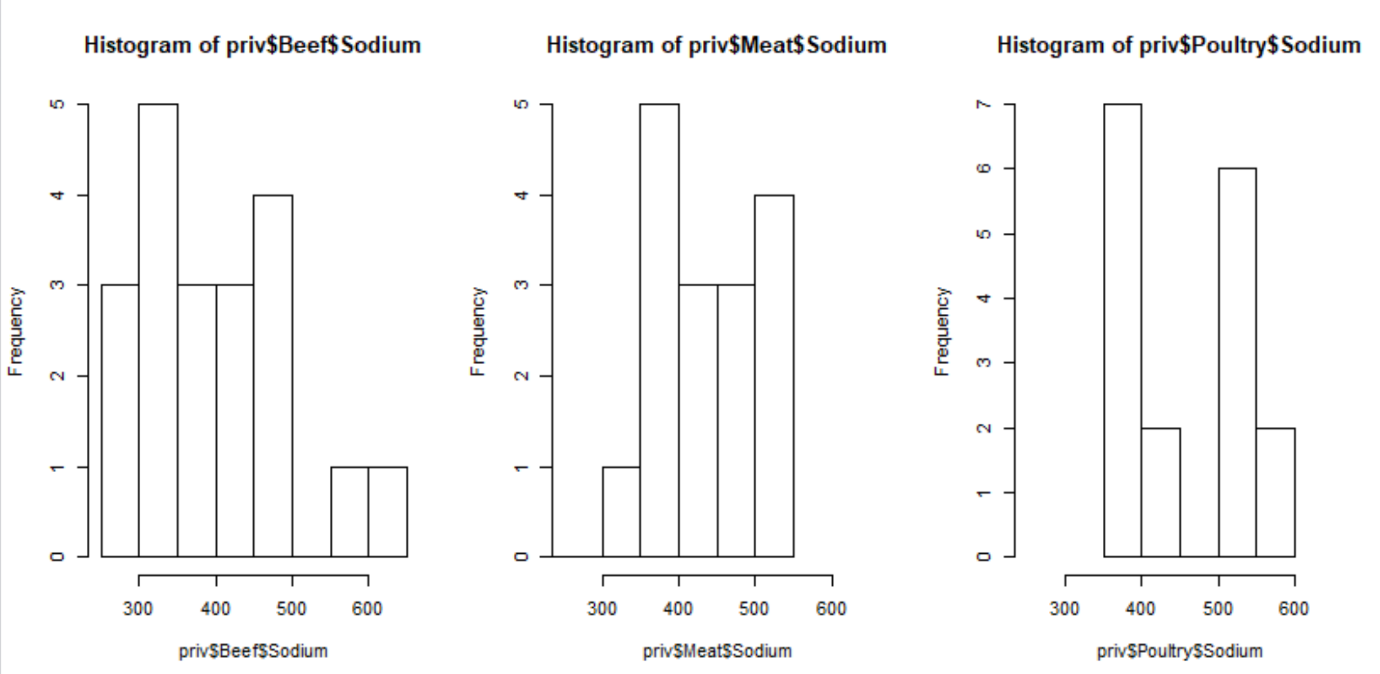 Histogram of priv$Beef$Sodium
Frequency
0 1 2 3 4 5
300 400 500 600
priv$Beef$Sodium
Histogram of priv$Meat$Sodium
Frequency
0 1 2 3 4 5
300 400 500 600
priv$Meat$Sodium
Histogram of priv$Poultry$Sodium
Frequency
0 1 2 3 4 5 6 7
300 400 500 600
priv$Poultry$Sodium